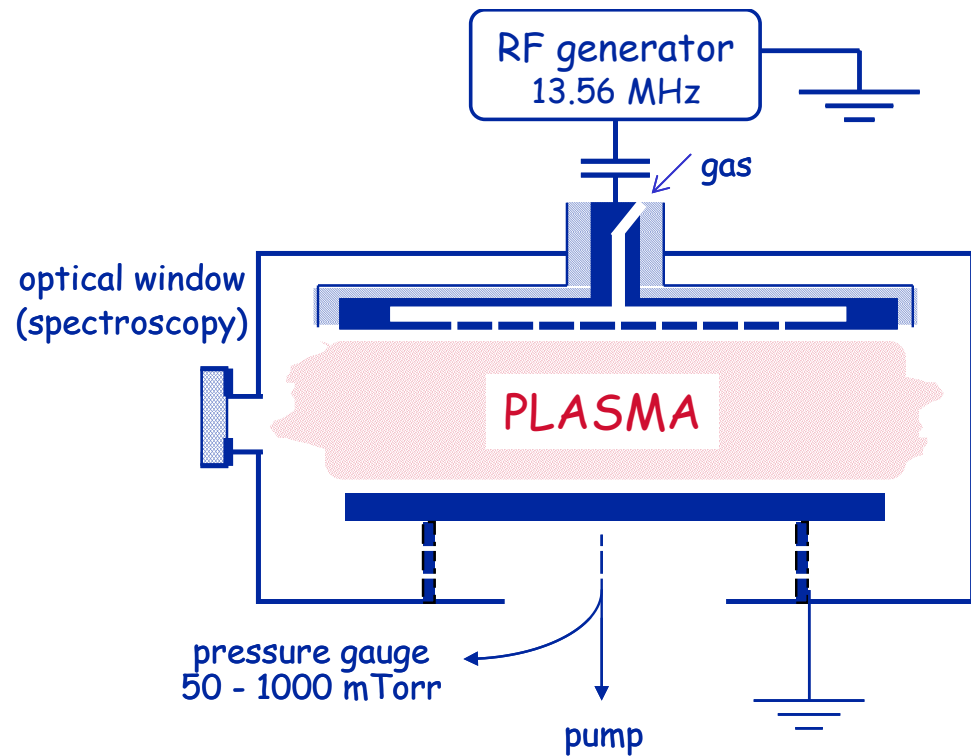 RF generator
13.56 MHz
gas
optical window
(spectroscopy)
PLASMA
pressure gauge
50 - 1000 mTorr
pump